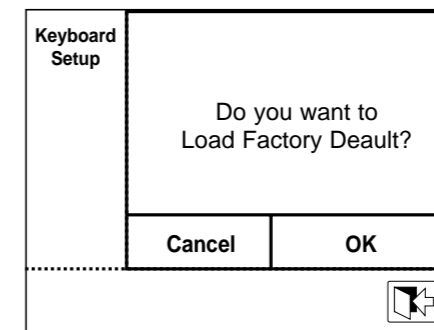 Keyboard
Setup
Do you want to
Load Factory Deault?
Cancel
OK